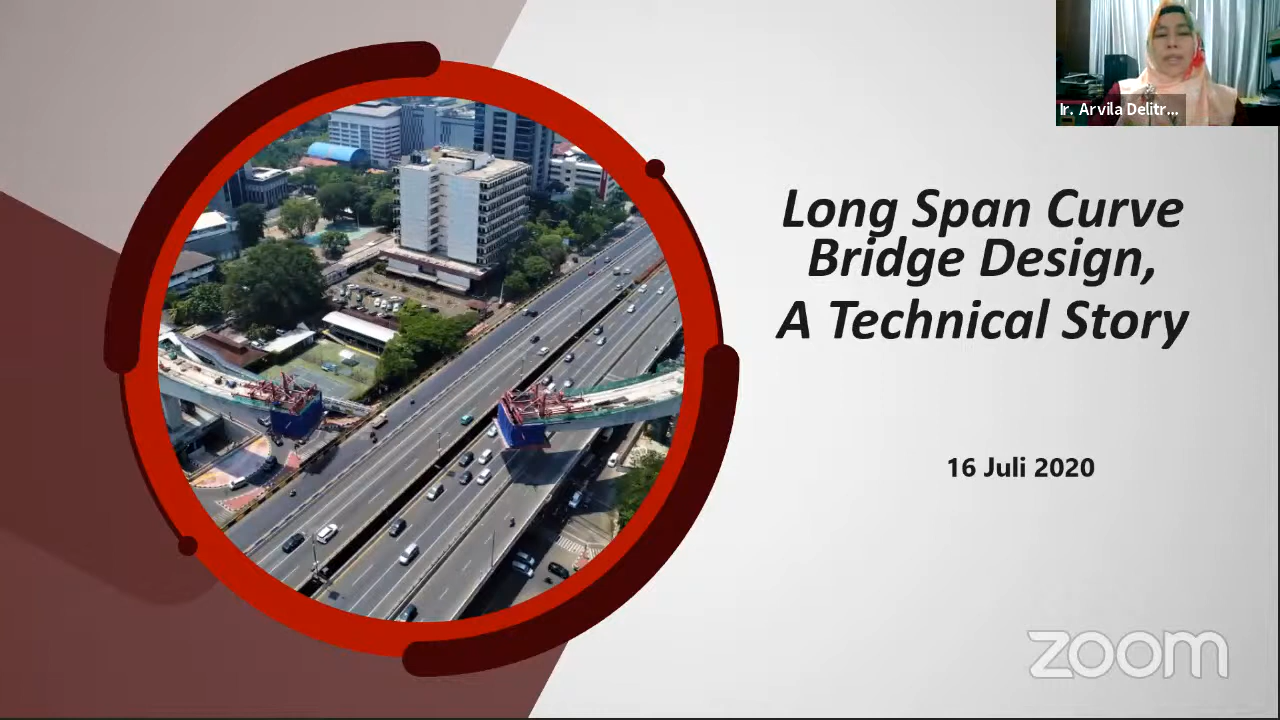 Ir. Arvila Delitr...
Long Span Curve
Bridge Design,
A Technical Story
16 Juli 2020
zoom